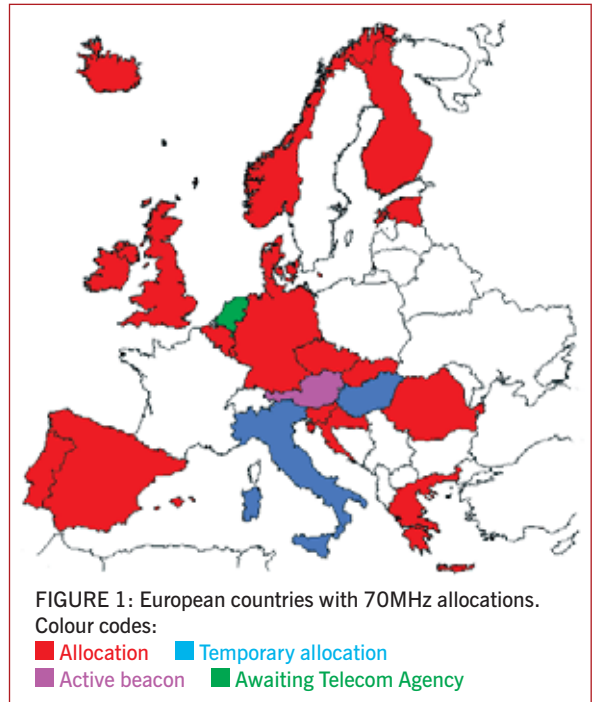 FIGURE 1: European countries with 70MHz allocations.
Colour codes:
Allocation Temporary allocation
Active beacon Awaiting Telecom Agency